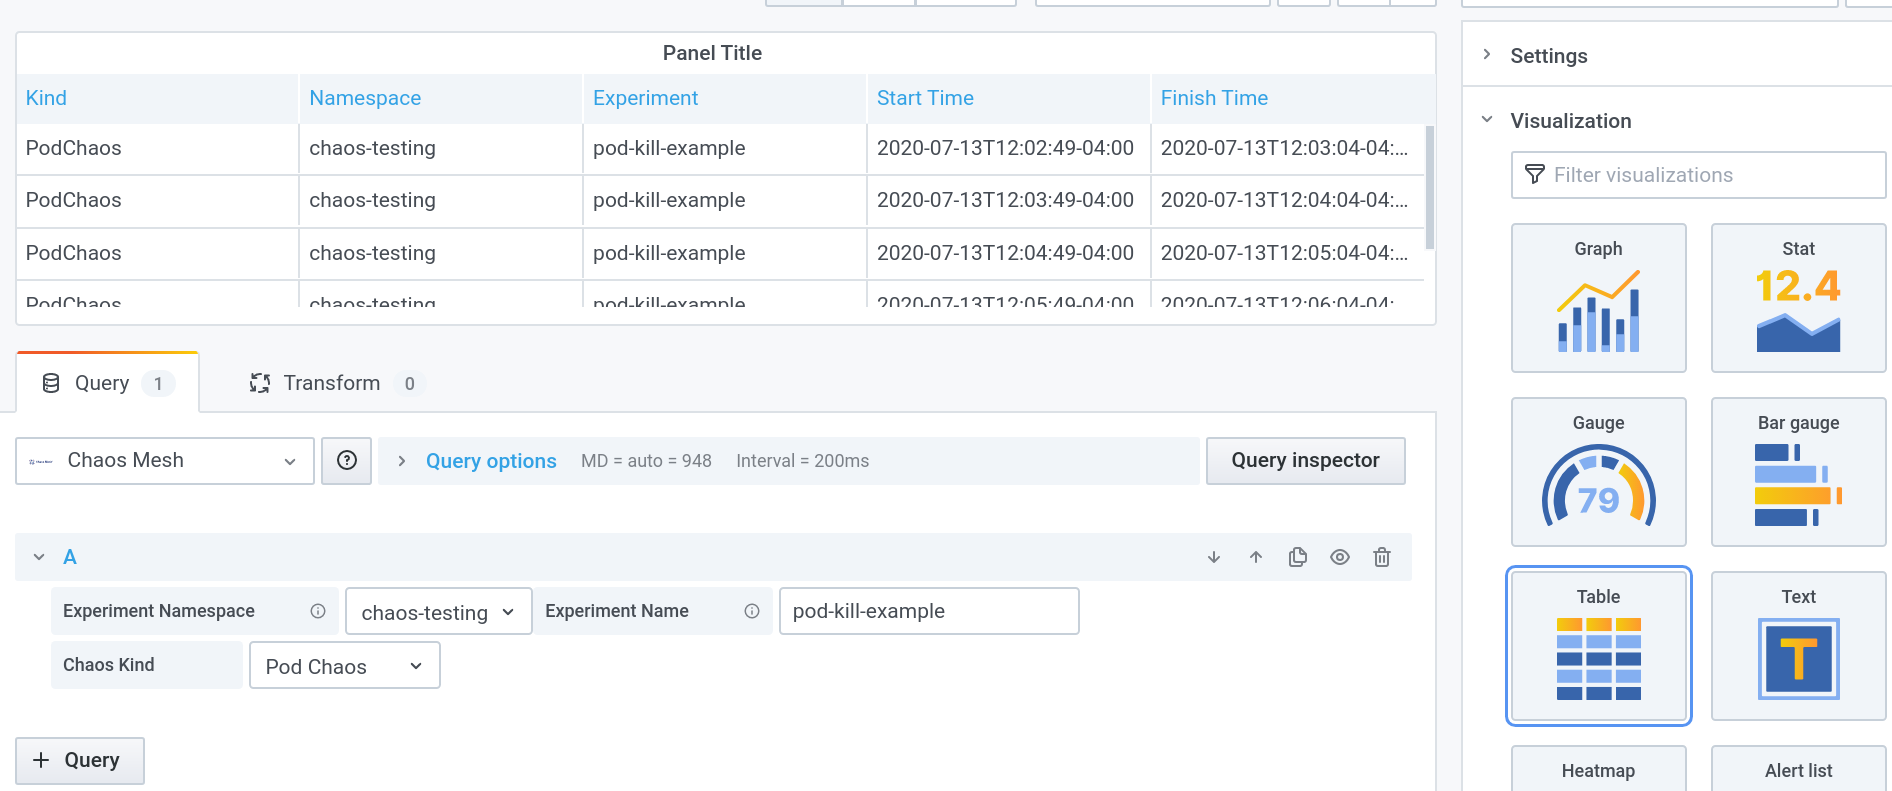 Panel Title
Kind Namespace Experiment Start Time Finish Time
PodChaos chaos-testing pod-kill-example 2020-07-13T12:02:49-04:00 2020-07-13T12:03:04-04:...
PodChaos chaos-testing pod-kill-example 2020-07-13T12:03:49-04:00 2020-07-13T12:04:04-04:...
PodChaos chaos-testing pod-kill-example 2020-07-13T12:04:49-04:00 2020-07-13T12:05:04-04:...
PodChaos chaos-testing pod-kill-example 2020-07-13T12:05:49-04:00 2020-07-13T12:06:04-04:
Query 1 Transform 0
Chaos Mesh Query options MD = auto = 948 Interval = 200ms Query inspector
A
Experiment Namespace chaos-testing Experiment Name pod-kill-example
Chaos Kind Pod Chaos
+ Query
Settings
Visualization
Filter visualizations
Graph Stat
12.4
Gauge Bar gauge
79
Table Text
T
Heatmap Alert list